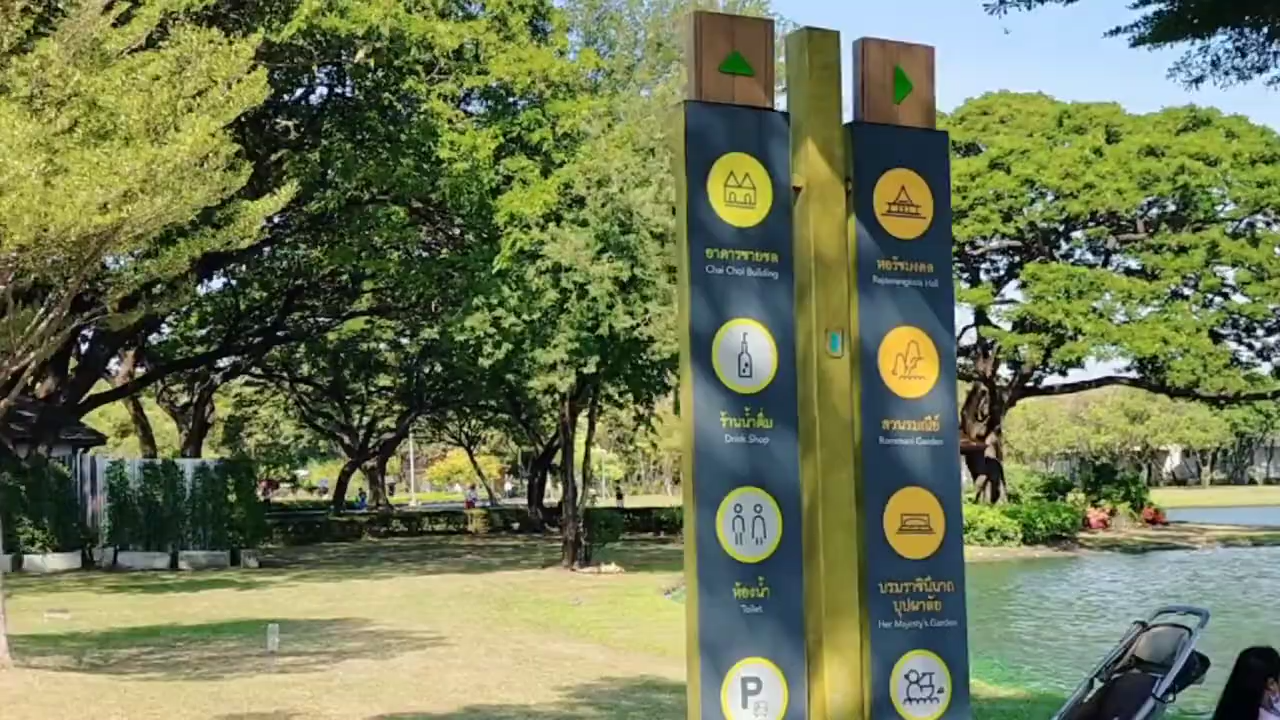 อาคารชายชล
Chai Chol Building
ร้านน้ำดื่ม
Drink Shop
ห้องน้ำ
Toilet
P
หอรัชมงคล
Rajamangkala Hall
สวนรมณีย์
Rommani Garden
บรมราชินีนาถ
บุปผาลัย
Her Majesty's Garden